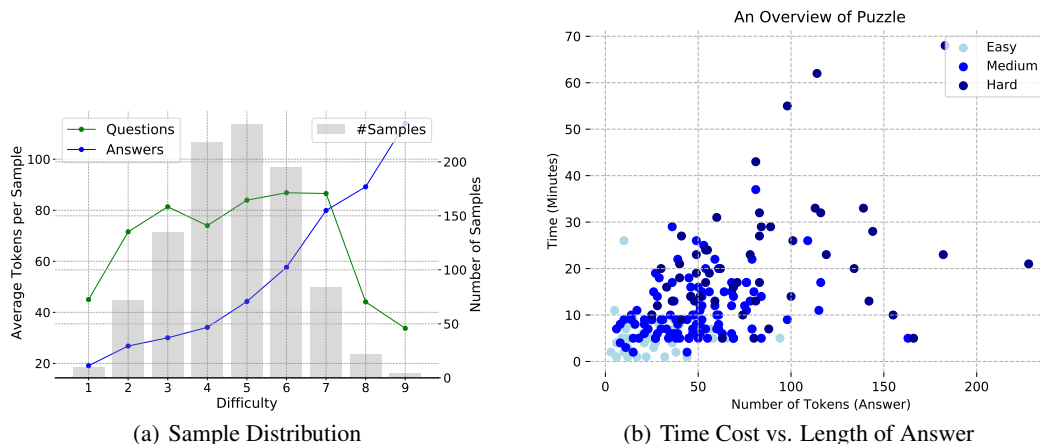 Questions
Answers
#Samples
Average Tokens per Sample
100
80
60
40
20
Number of Samples
200
150
100
50
0
1 2 3 4 5 6 7 8 9
Difficulty
(a) Sample Distribution
An Overview of Puzzle
Easy
Medium
Hard
Time (Minutes)
70
60
50
40
30
20
10
0
0 50 100 150 200
Number of Tokens (Answer)
(b) Time Cost vs. Length of Answer